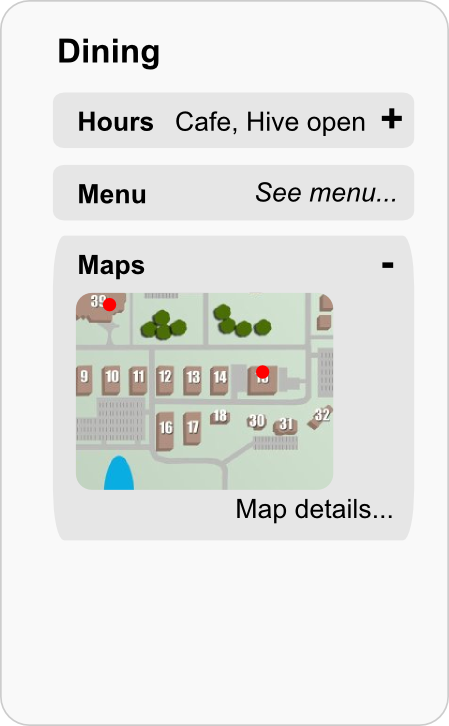 Dining
Hours Cafe, Hive open +
Menu See menu...
Maps -
39
9 10 11 12 13 14
16 17 18 30 31 32
Map details...